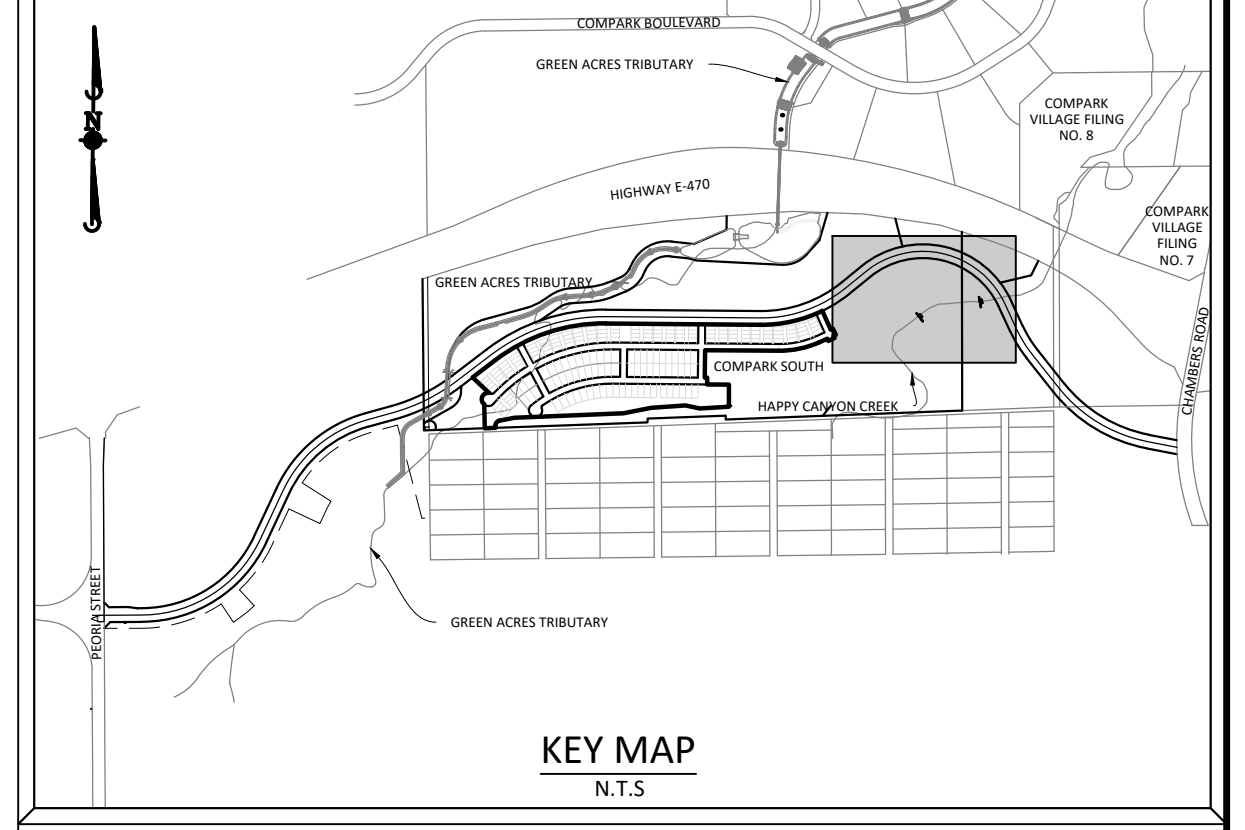 COMPARK BOULEVARD
GREEN ACRES TRIBUTARY
COMPARK
VILLAGE FILING
NO. 8
N
HIGHWAY E-470
COMPARK
VILLAGE
FILING
NO. 7
GREEN ACRES TRIBUTARY
CHAMBERS ROAD
COMPARK SOUTH
HAPPY CANYON CREEK
PEORIA STREET
GREEN ACRES TRIBUTARY
KEY MAP
N.T.S